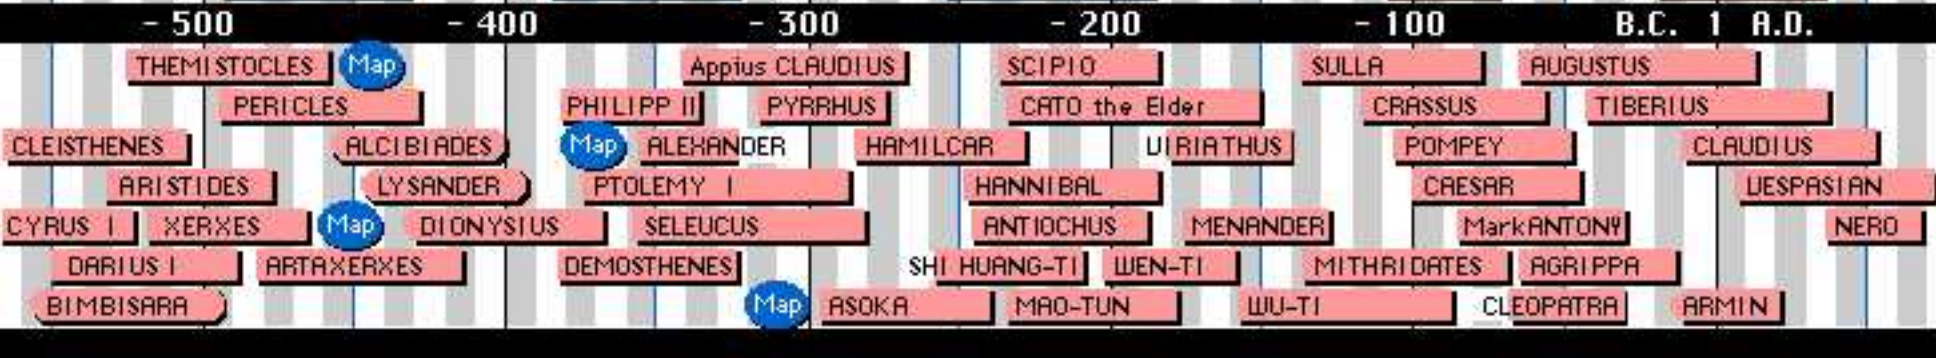 - 500 - 400 - 300 - 200 - 100 B.C. 1 A.D.
THEMISTOCLES Map Appius CLAUDIUS SCIPIO SULLA AUGUSTUS
PERICLES PHILIPP II PYRRHUS CATO the Elder CRASSUS TIBERIUS
CLEISTHENES ALCIBIADES Map ALEXANDER HAMILCAR VIRIATHUS POMPEY CLAUDIUS
ARISTIDES LYSANDER PTOLEMY I HANNIBAL CAESAR VESPASIAN
CYRUS I XERXES Map DIONYSIUS SELEUCUS ANTIOCHUS MENANDER MarkANTONY NERO
DARIUS I ARTAXERXES DEMOSTHENES SHI HUANG-TI WEN-TI MITHRIDATES AGRIPPA
BIMBISARA Map ASOKA MAO-TUN WU-TI CLEOPATRA ARMIN